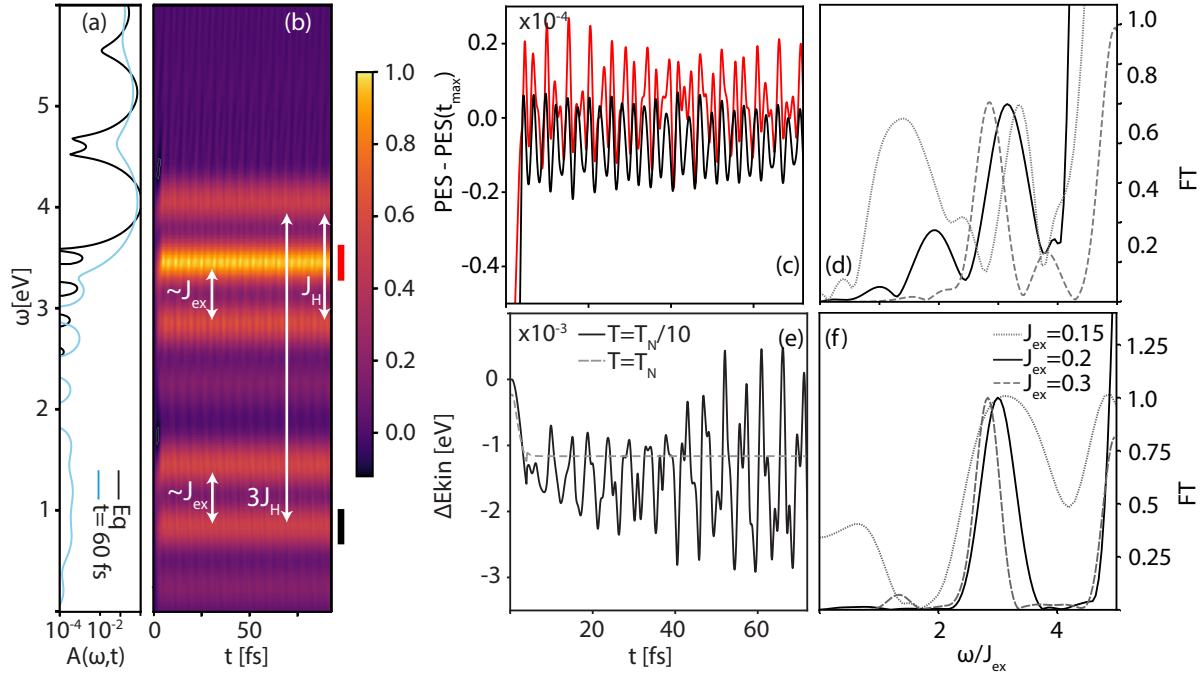 (a)
(b)
x10⁻⁴
(c)
(d)
x10⁻³
(e)
(f)
ω[eV]
5
4
3
2
1
Eq
t=60 fs
10⁻⁴ 10⁻²
A(ω,t)
~J_ex
J_H
3J_H
~J_ex
0 50
t [fs]
1.0
0.8
0.6
0.4
0.2
0.0
PES - PES(t_max)
0.2
0.0
-0.2
-0.4
20 40 60
1.0
0.8
0.6
0.4
0.2
FT
ΔEkin [eV]
0
-1
-2
-3
T=T_N/10
T=T_N
20 40 60
t [fs]
J_ex=0.15
J_ex=0.2
J_ex=0.3
1.25
1.0
0.75
0.5
0.25
FT
2 4
ω/J_ex